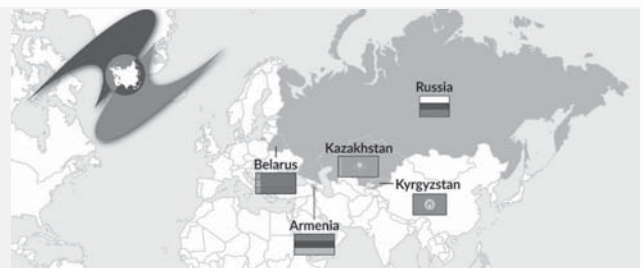 Russia
Kazakhstan
Belarus
Kyrgyzstan
Armenia